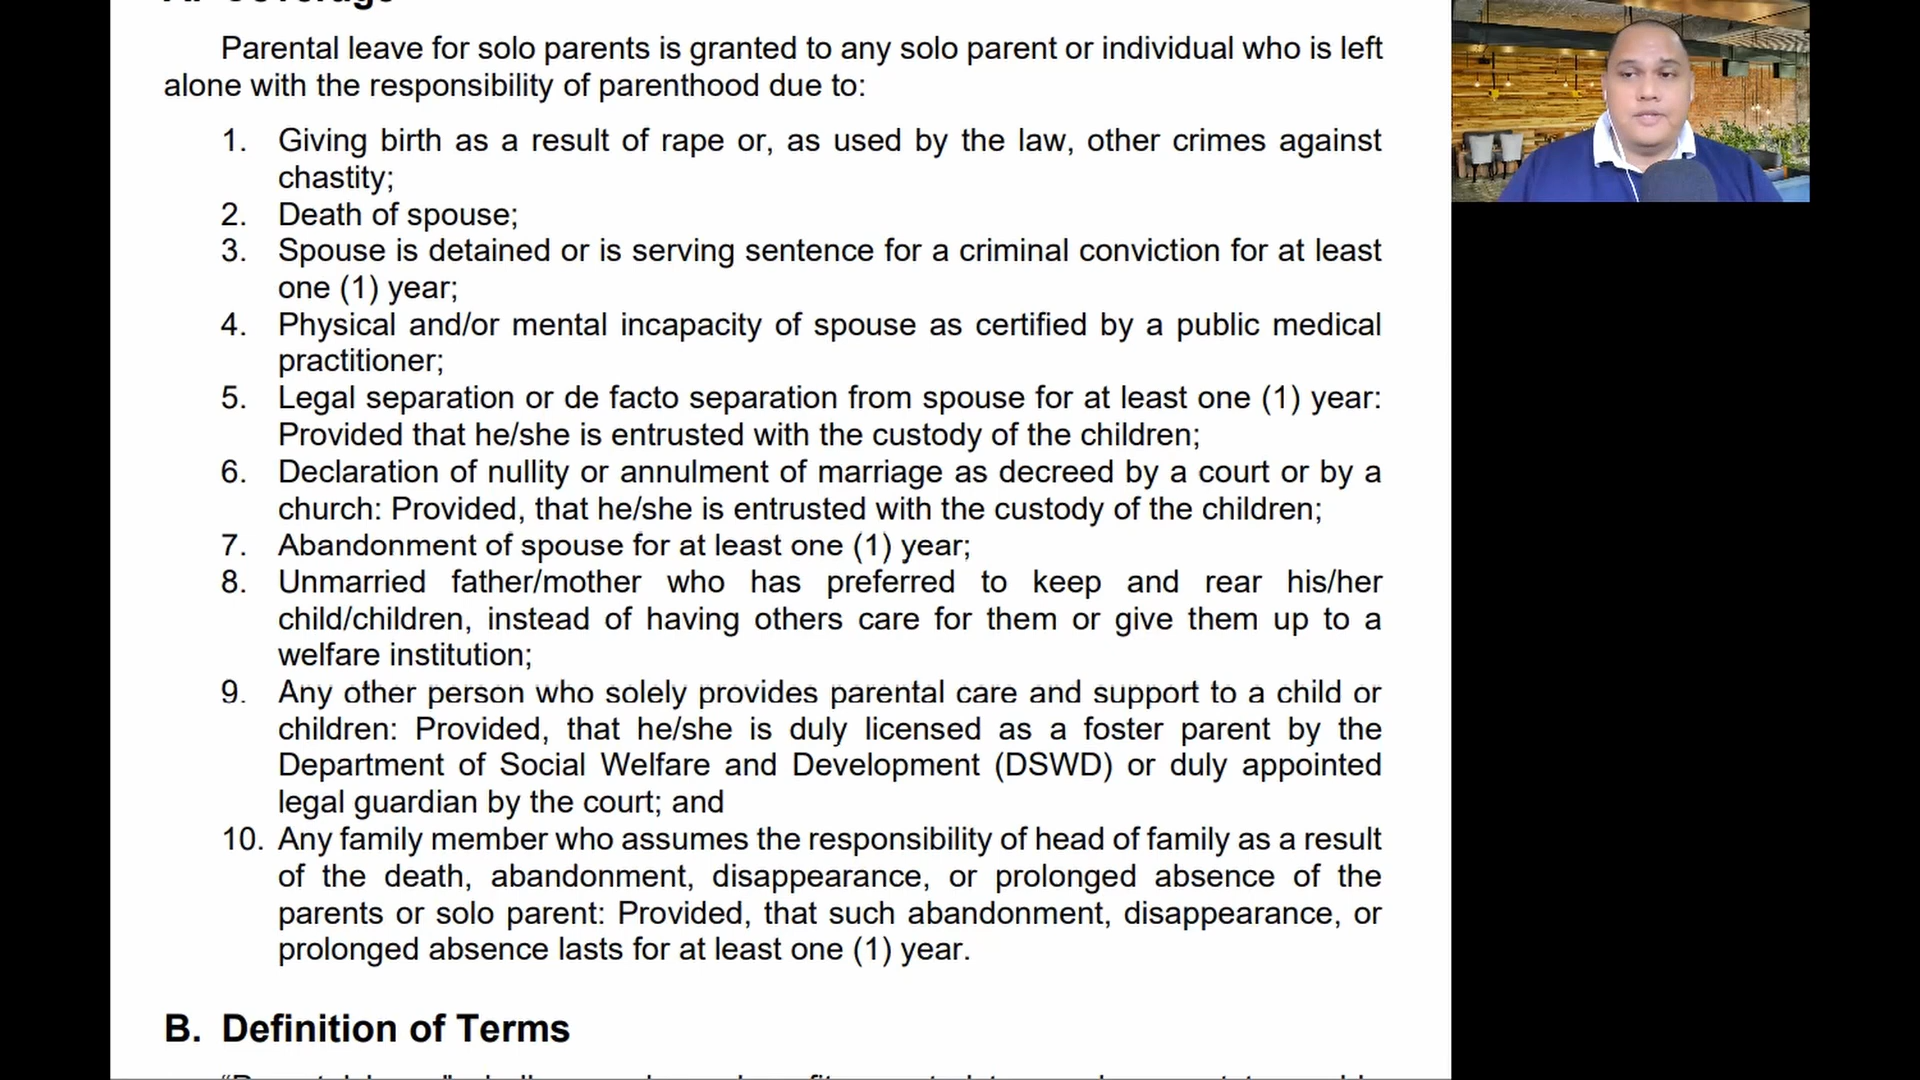 A. Coverage
Parental leave for solo parents is granted to any solo parent or individual who is left
alone with the responsibility of parenthood due to:
1. Giving birth as a result of rape or, as used by the law, other crimes against
chastity;
2. Death of spouse;
3. Spouse is detained or is serving sentence for a criminal conviction for at least
one (1) year;
4. Physical and/or mental incapacity of spouse as certified by a public medical
practitioner;
5. Legal separation or de facto separation from spouse for at least one (1) year:
Provided that he/she is entrusted with the custody of the children;
6. Declaration of nullity or annulment of marriage as decreed by a court or by a
church: Provided, that he/she is entrusted with the custody of the children;
7. Abandonment of spouse for at least one (1) year;
8. Unmarried father/mother who has preferred to keep and rear his/her
child/children, instead of having others care for them or give them up to a
welfare institution;
9. Any other person who solely provides parental care and support to a child or
children: Provided, that he/she is duly licensed as a foster parent by the
Department of Social Welfare and Development (DSWD) or duly appointed
legal guardian by the court; and
10. Any family member who assumes the responsibility of head of family as a result
of the death, abandonment, disappearance, or prolonged absence of the
parents or solo parent: Provided, that such abandonment, disappearance, or
prolonged absence lasts for at least one (1) year.
B. Definition of Terms